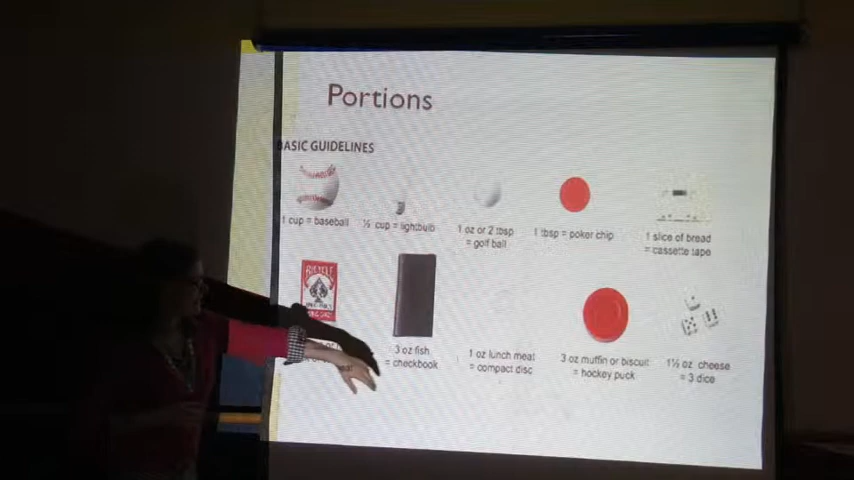 Portions
BASIC GUIDELINES
1 cup = baseball
½ cup = lightbulb
1 oz or 2 tbsp
= golf ball
1 tbsp = poker chip
1 slice of bread
= cassette tape
BICYCLE
3 oz fish
= checkbook
1 oz lunch meat
= compact disc
3 oz muffin or biscuit
= hockey puck
1½ oz cheese
= 3 dice